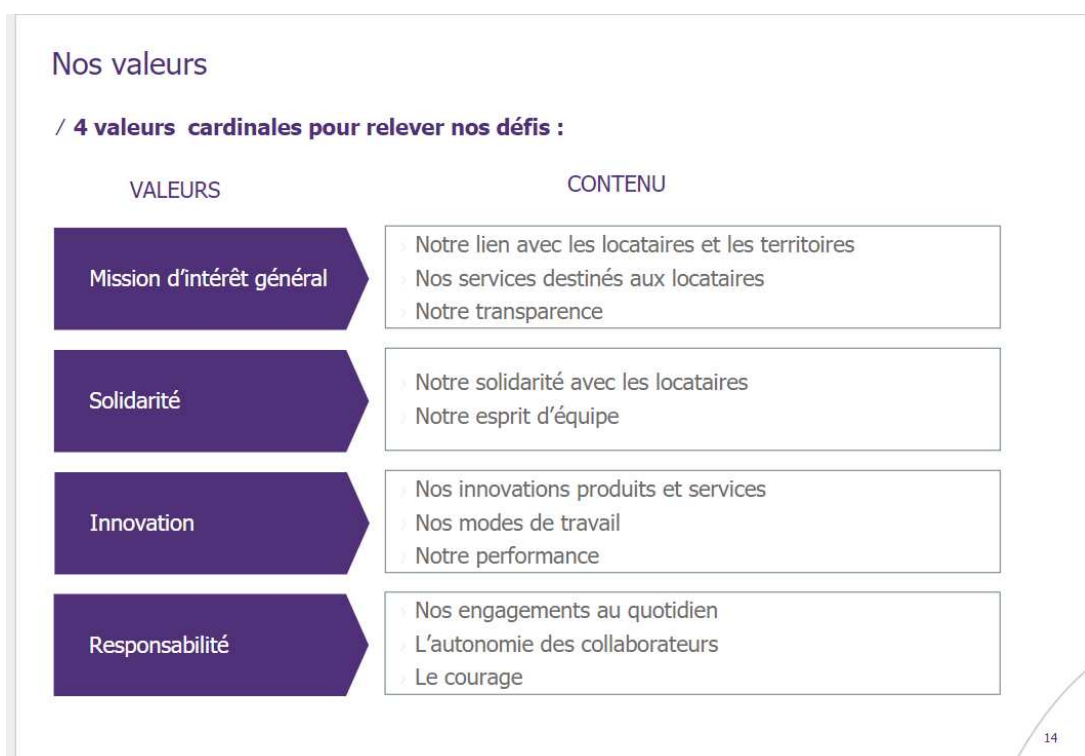 Nos valeurs
/ 4 valeurs cardinales pour relever nos défis :
VALEURS
CONTENU
Mission d'intérêt général
Notre lien avec les locataires et les territoires
Nos services destinés aux locataires
Notre transparence
Solidarité
Notre solidarité avec les locataires
Notre esprit d'équipe
Innovation
Nos innovations produits et services
Nos modes de travail
Notre performance
Responsabilité
Nos engagements au quotidien
L'autonomie des collaborateurs
Le courage
14